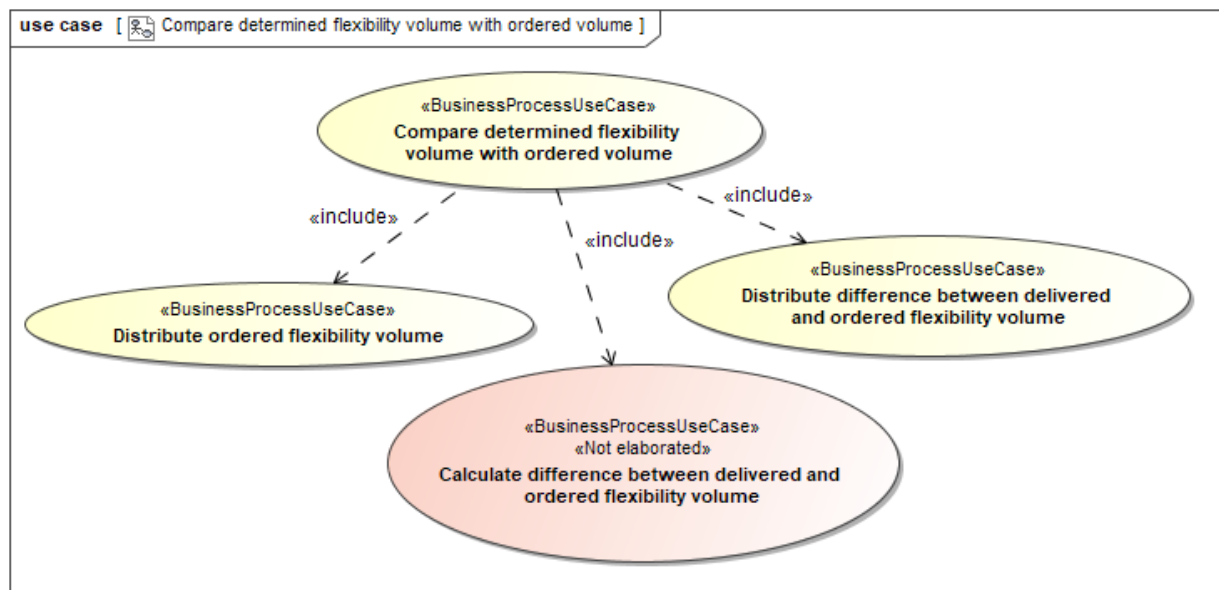 use case [ Compare determined flexibility volume with ordered volume ]
«BusinessProcessUseCase»
Compare determined flexibility
volume with ordered volume
«include»
«include»
«include»
«BusinessProcessUseCase»
Distribute difference between delivered
and ordered flexibility volume
«BusinessProcessUseCase»
Distribute ordered flexibility volume
«BusinessProcessUseCase»
«Not elaborated»
Calculate difference between delivered and
ordered flexibility volume